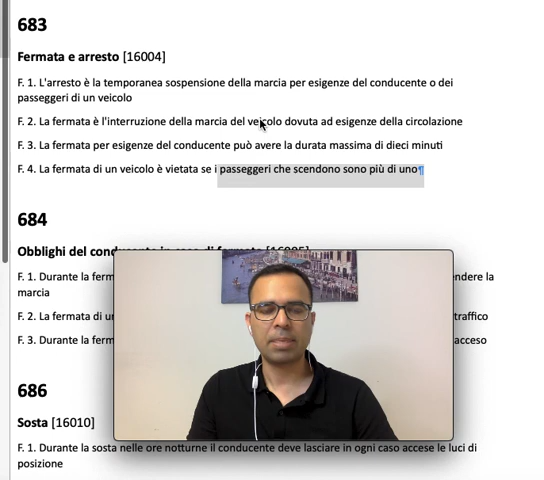 683
Fermata e arresto [16004]
F. 1. L'arresto è la temporanea sospensione della marcia per esigenze del conducente o dei
passeggeri di un veicolo
F. 2. La fermata è l'interruzione della marcia del veicolo dovuta ad esigenze della circolazione
F. 3. La fermata per esigenze del conducente può avere la durata massima di dieci minuti
F. 4. La fermata di un veicolo è vietata se i passeggeri che scendono sono più di uno¶
684
Obblighi del
F. 1. Durante la ferm endere la
marcia
F. 2. La fermata di un traffico
F. 3. Durante la ferm acceso
686
Sosta [16010]
F. 1. Durante la sosta nelle ore notturne il conducente deve lasciare in ogni caso accese le luci di
posizione